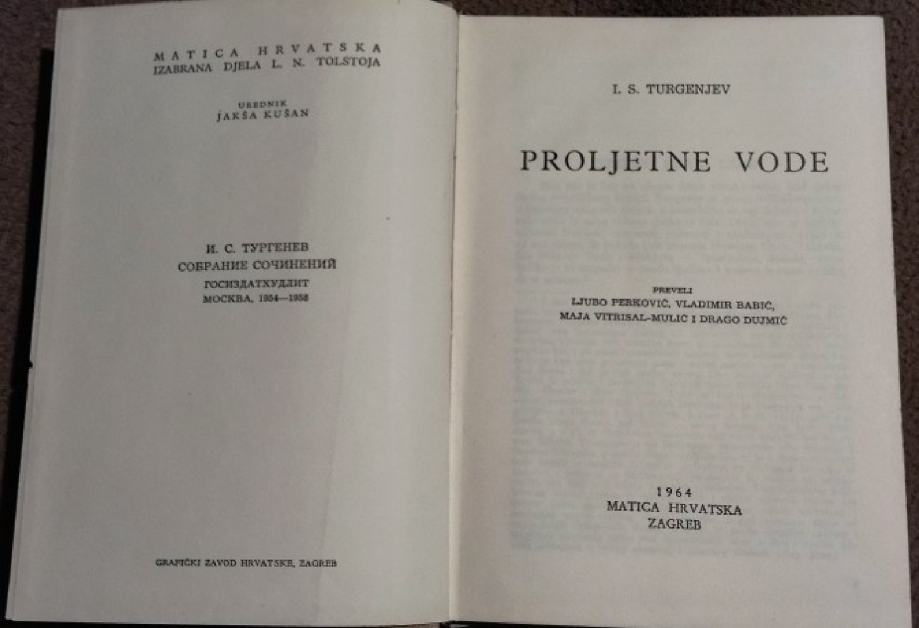 MATICA HRVATSKA
IZABRANA DJELA L. N. TOLSTOJA
UREDNIK
JAKŠA KUŠAN
И. С. ТУРГЕНЕВ
СОБРАНИЕ СОЧИНЕНИЙ
ГОСИЗДАТХУДЛИТ
МОСКВА, 1954—1958
GRAFIČKI ZAVOD HRVATSKE, ZAGREB
I. S. TURGENJEV
PROLJETNE VODE
PREVELI
LJUBO PERKOVIĆ, VLADIMIR BABIĆ,
MAJA VITRISAL-MULIĆ I DRAGO DUJMIĆ
1964
MATICA HRVATSKA
ZAGREB